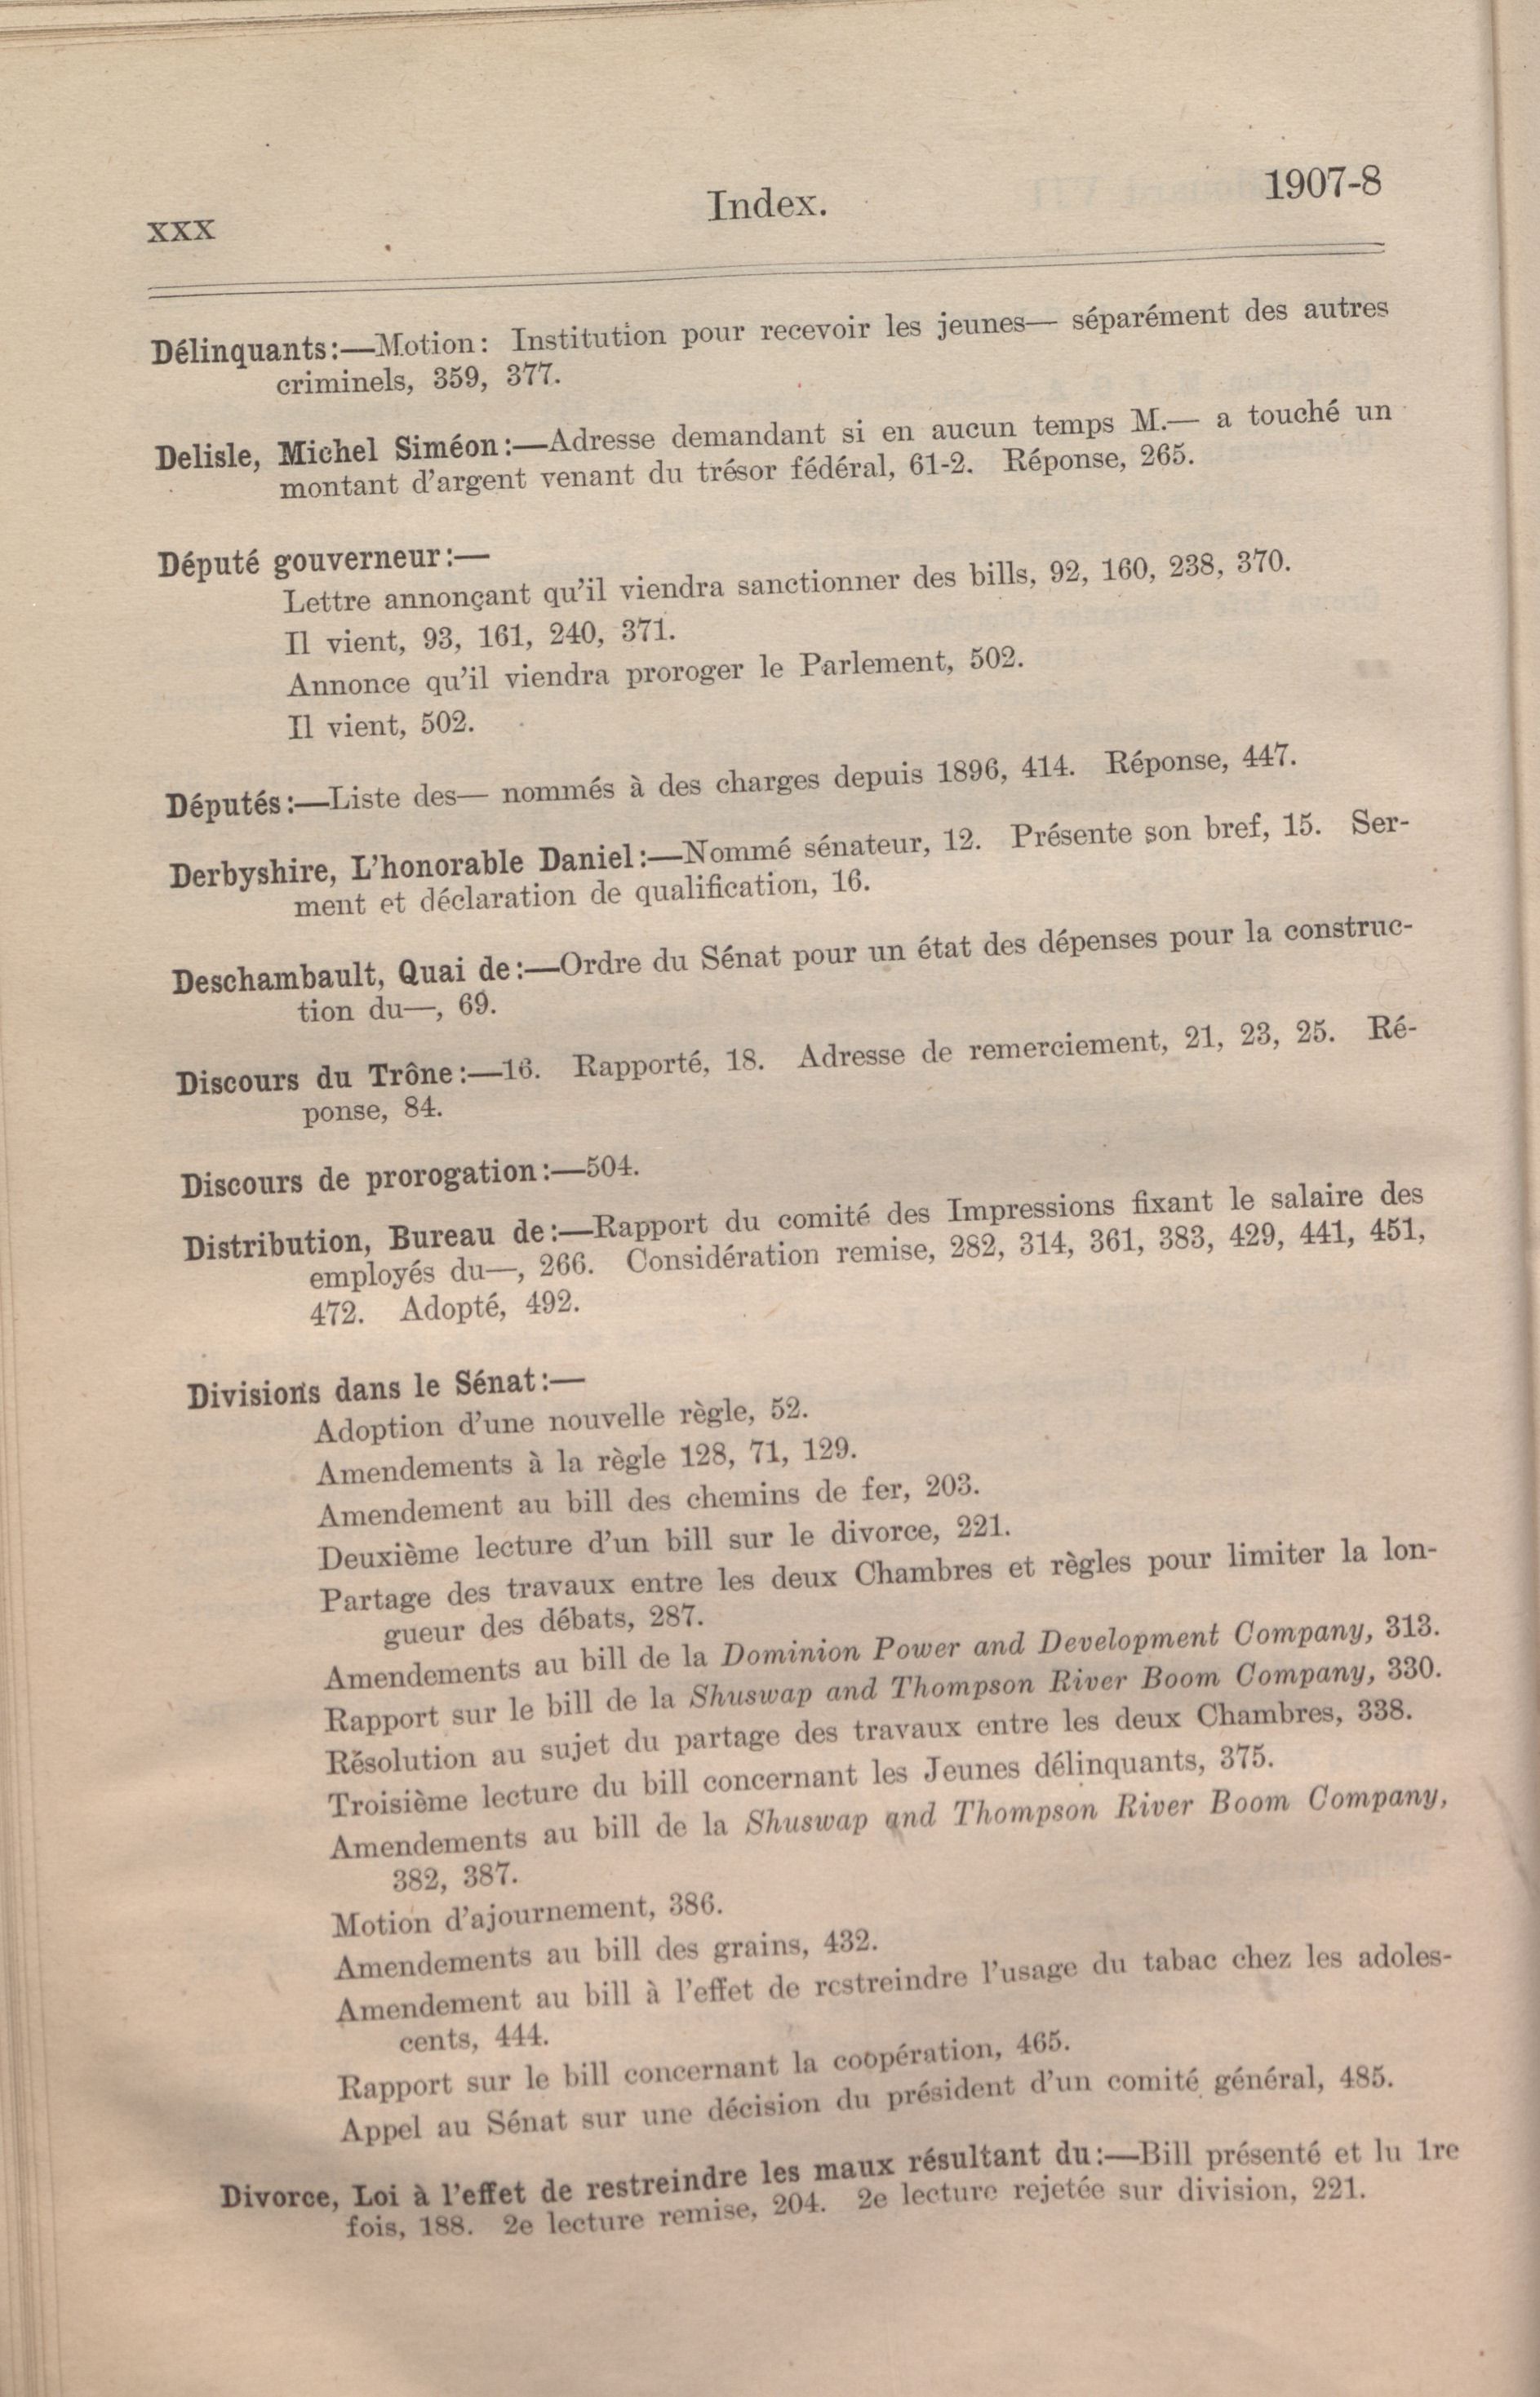 xxx Index. 1907-8
Délinquants:—Motion: Institution pour recevoir les jeunes— séparément des autres
criminels, 359, 377.
Delisle, Michel Siméon:—Adresse demandant si en aucun temps M.— a touché un
montant d'argent venant du trésor fédéral, 61-2. Réponse, 265.
Député gouverneur:—
Lettre annonçant qu'il viendra sanctionner des bills, 92, 160, 238, 370.
Il vient, 93, 161, 240, 371.
Annonce qu'il viendra proroger le Parlement, 502.
Il vient, 502.
Députés:—Liste des— nommés à des charges depuis 1896, 414. Réponse, 447.
Derbyshire, L'honorable Daniel:—Nommé sénateur, 12. Présente son bref, 15. Ser-
ment et déclaration de qualification, 16.
Deschambault, Quai de:—Ordre du Sénat pour un état des dépenses pour la construc-
tion du—, 69.
Discours du Trône:—16. Rapporté, 18. Adresse de remerciement, 21, 23, 25. Ré-
ponse, 84.
Discours de prorogation:—504.
Distribution, Bureau de:—Rapport du comité des Impressions fixant le salaire des
employés du—, 266. Considération remise, 282, 314, 361, 383, 429, 441, 451,
472. Adopté, 492.
Divisions dans le Sénat:—
Adoption d'une nouvelle règle, 52.
Amendements à la règle 128, 71, 129.
Amendement au bill des chemins de fer, 203.
Deuxième lecture d'un bill sur le divorce, 221.
Partage des travaux entre les deux Chambres et règles pour limiter la lon-
gueur des débats, 287.
Amendements au bill de la Dominion Power and Development Company, 313.
Rapport sur le bill de la Shuswap and Thompson River Boom Company, 330.
Résolution au sujet du partage des travaux entre les deux Chambres, 338.
Troisième lecture du bill concernant les Jeunes délinquants, 375.
Amendements au bill de la Shuswap and Thompson River Boom Company,
382, 387.
Motion d'ajournement, 386.
Amendements au bill des grains, 432.
Amendement au bill à l'effet de restreindre l'usage du tabac chez les adoles-
cents, 444.
Rapport sur le bill concernant la coopération, 465.
Appel au Sénat sur une décision du président d'un comité général, 485.
Divorce, Loi à l'effet de restreindre les maux résultant du:—Bill présenté et lu 1re
fois, 188. 2e lecture remise, 204. 2e lecture rejetée sur division, 221.